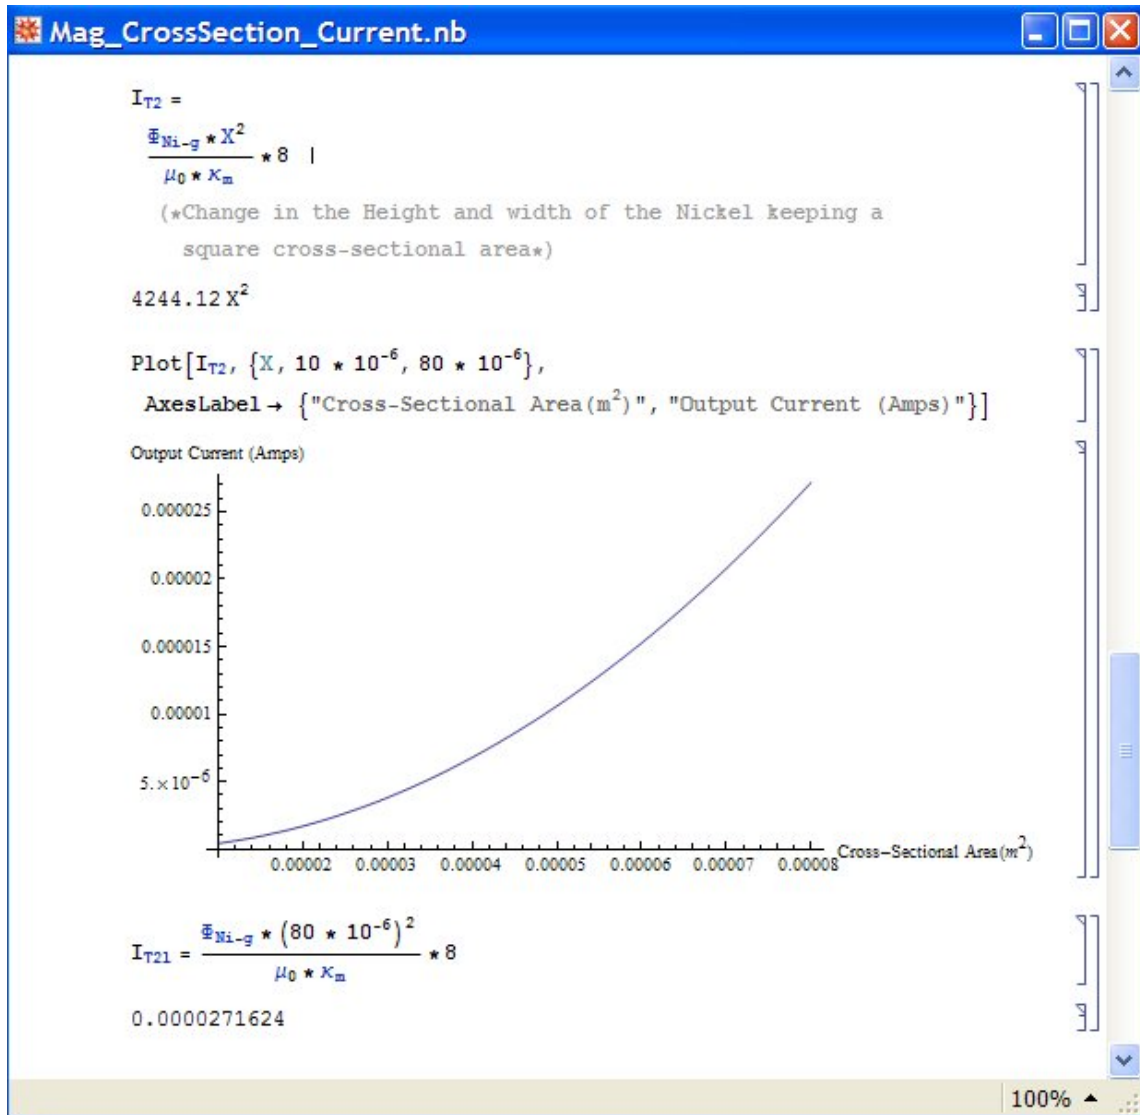 Mag_CrossSection_Current.nb
I_T2 =
Φ_Ni-g * X^2
μ_0 * κ_m
* 8
(*Change in the Height and width of the Nickel keeping a
square cross-sectional area*)
4244.12 X^2
Plot[I_T2, {X, 10 * 10^-6, 80 * 10^-6},
AxesLabel → {"Cross-Sectional Area(m^2)", "Output Current (Amps)"}]
Output Current (Amps)
0.000025
0.00002
0.000015
0.00001
5.×10^-6
0.00002 0.00003 0.00004 0.00005 0.00006 0.00007 0.00008 Cross-Sectional Area(m^2)
I_T21 = Φ_Ni-g * (80 * 10^-6)^2
μ_0 * κ_m
* 8
0.0000271624
100%